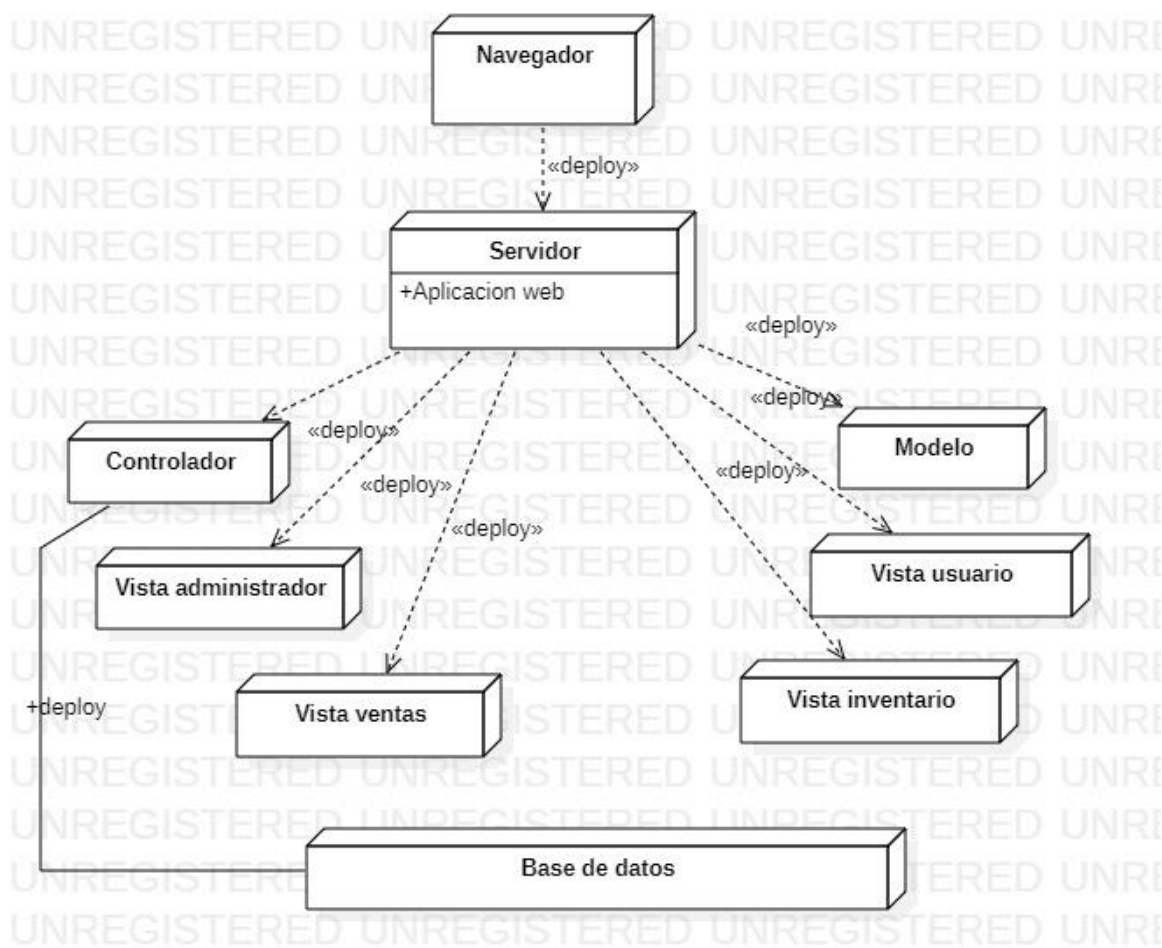 Navegador
«deploy»
Servidor
+Aplicacion web
«deploy»
«deploy»
«deploy»
Modelo
Controlador
«deploy»
«deploy»
«deploy»
Vista administrador
Vista usuario
+deploy
Vista ventas
Vista inventario
Base de datos
UNREGISTERED